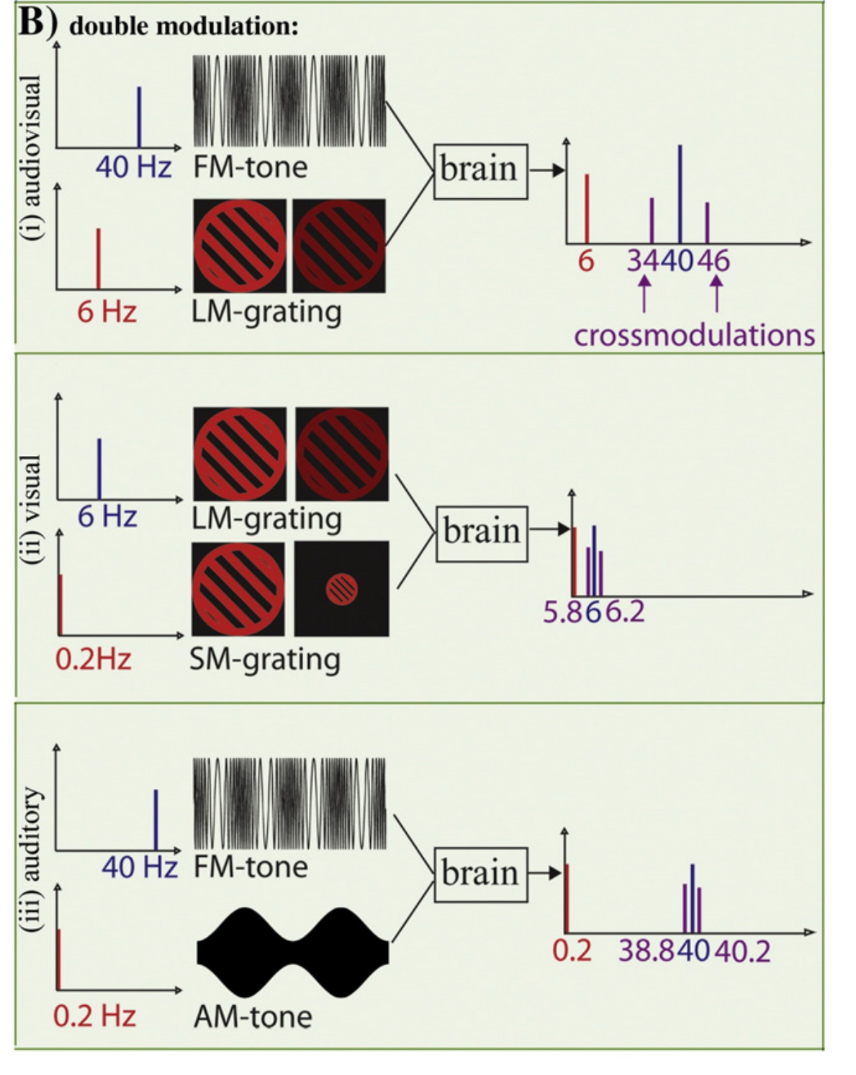 B) double modulation:
(i) audiovisual
40 Hz FM-tone
6 Hz LM-grating
brain
6 34 40 46
crossmodulations
(ii) visual
6 Hz LM-grating
0.2Hz SM-grating
brain
5.8 6 6.2
(iii) auditory
40 Hz FM-tone
0.2 Hz AM-tone
brain
0.2 38.8 40 40.2